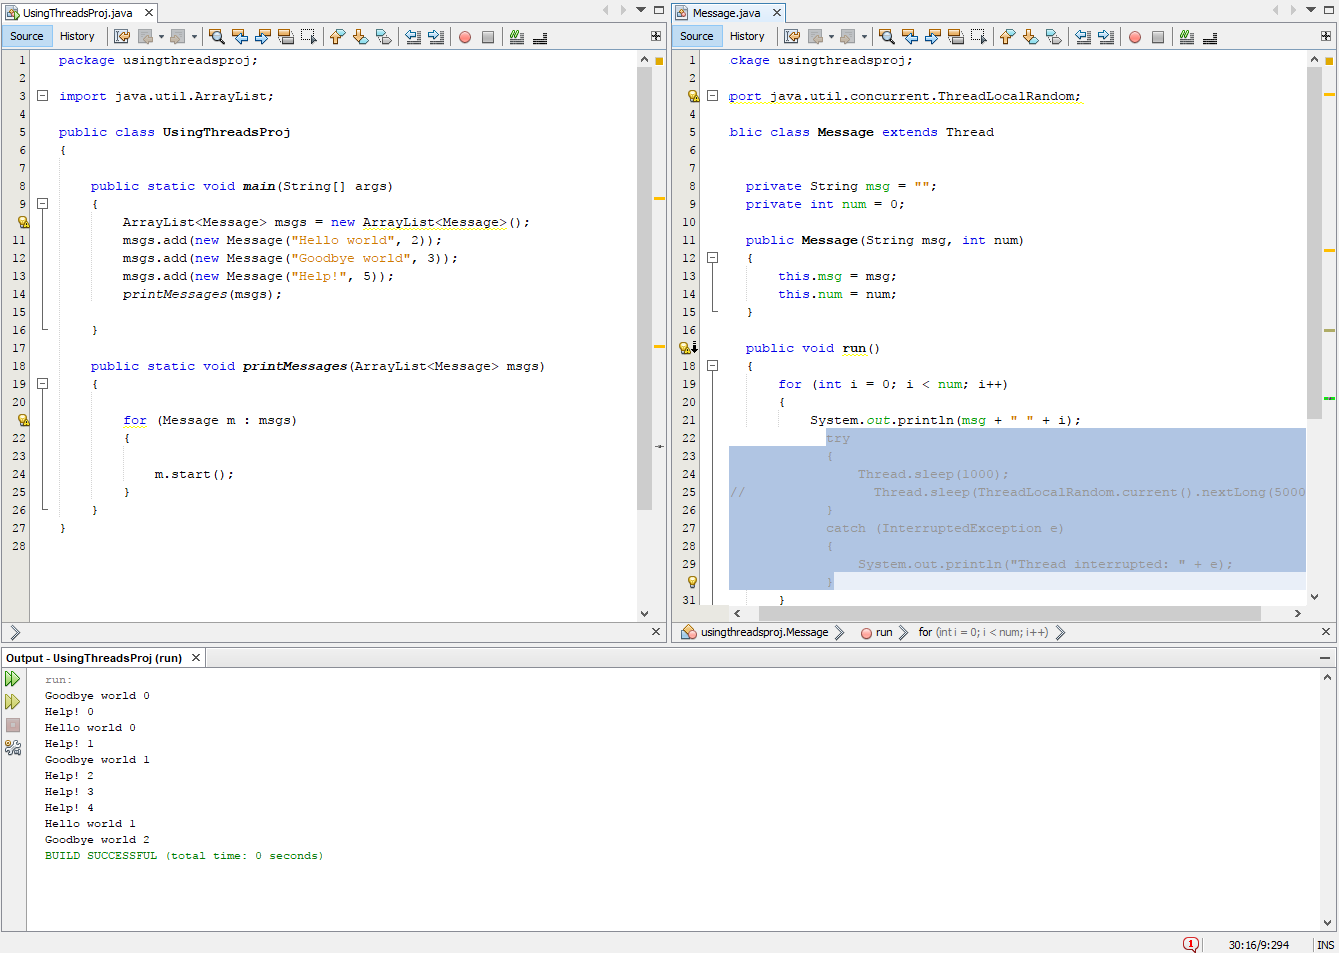 UsingThreadsProj.java
Source History
1 package usingthreadsproj;
2
3 import java.util.ArrayList;
4
5 public class UsingThreadsProj
6 {
7
8 public static void main(String[] args)
9 {
ArrayList<Message> msgs = new ArrayList<Message>();
11 msgs.add(new Message("Hello world", 2));
12 msgs.add(new Message("Goodbye world", 3));
13 msgs.add(new Message("Help!", 5));
14 printMessages(msgs);
15
16 }
17
18 public static void printMessages(ArrayList<Message> msgs)
19 {
20
for (Message m : msgs)
22 {
23
24 m.start();
25 }
26 }
27 }
28
Message.java
Source History
1 ckage usingthreadsproj;
2
port java.util.concurrent.ThreadLocalRandom;
4
5 blic class Message extends Thread
6
7
8 private String msg = "";
9 private int num = 0;
10
11 public Message(String msg, int num)
12 {
13 this.msg = msg;
14 this.num = num;
15 }
16
public void run()
18 {
19 for (int i = 0; i < num; i++)
20 {
21 System.out.println(msg + " " + i);
22 try
23 {
24 Thread.sleep(1000);
25 // Thread.sleep(ThreadLocalRandom.current().nextLong(5000
26 }
27 catch (InterruptedException e)
28 {
29 System.out.println("Thread interrupted: " + e);
}
31 }
usingthreadsproj.Message run for (int i = 0; i < num; i++)
Output - UsingThreadsProj (run)
run:
Goodbye world 0
Help! 0
Hello world 0
Help! 1
Goodbye world 1
Help! 2
Help! 3
Help! 4
Hello world 1
Goodbye world 2
BUILD SUCCESSFUL (total time: 0 seconds)
1 30:16/9:294 INS